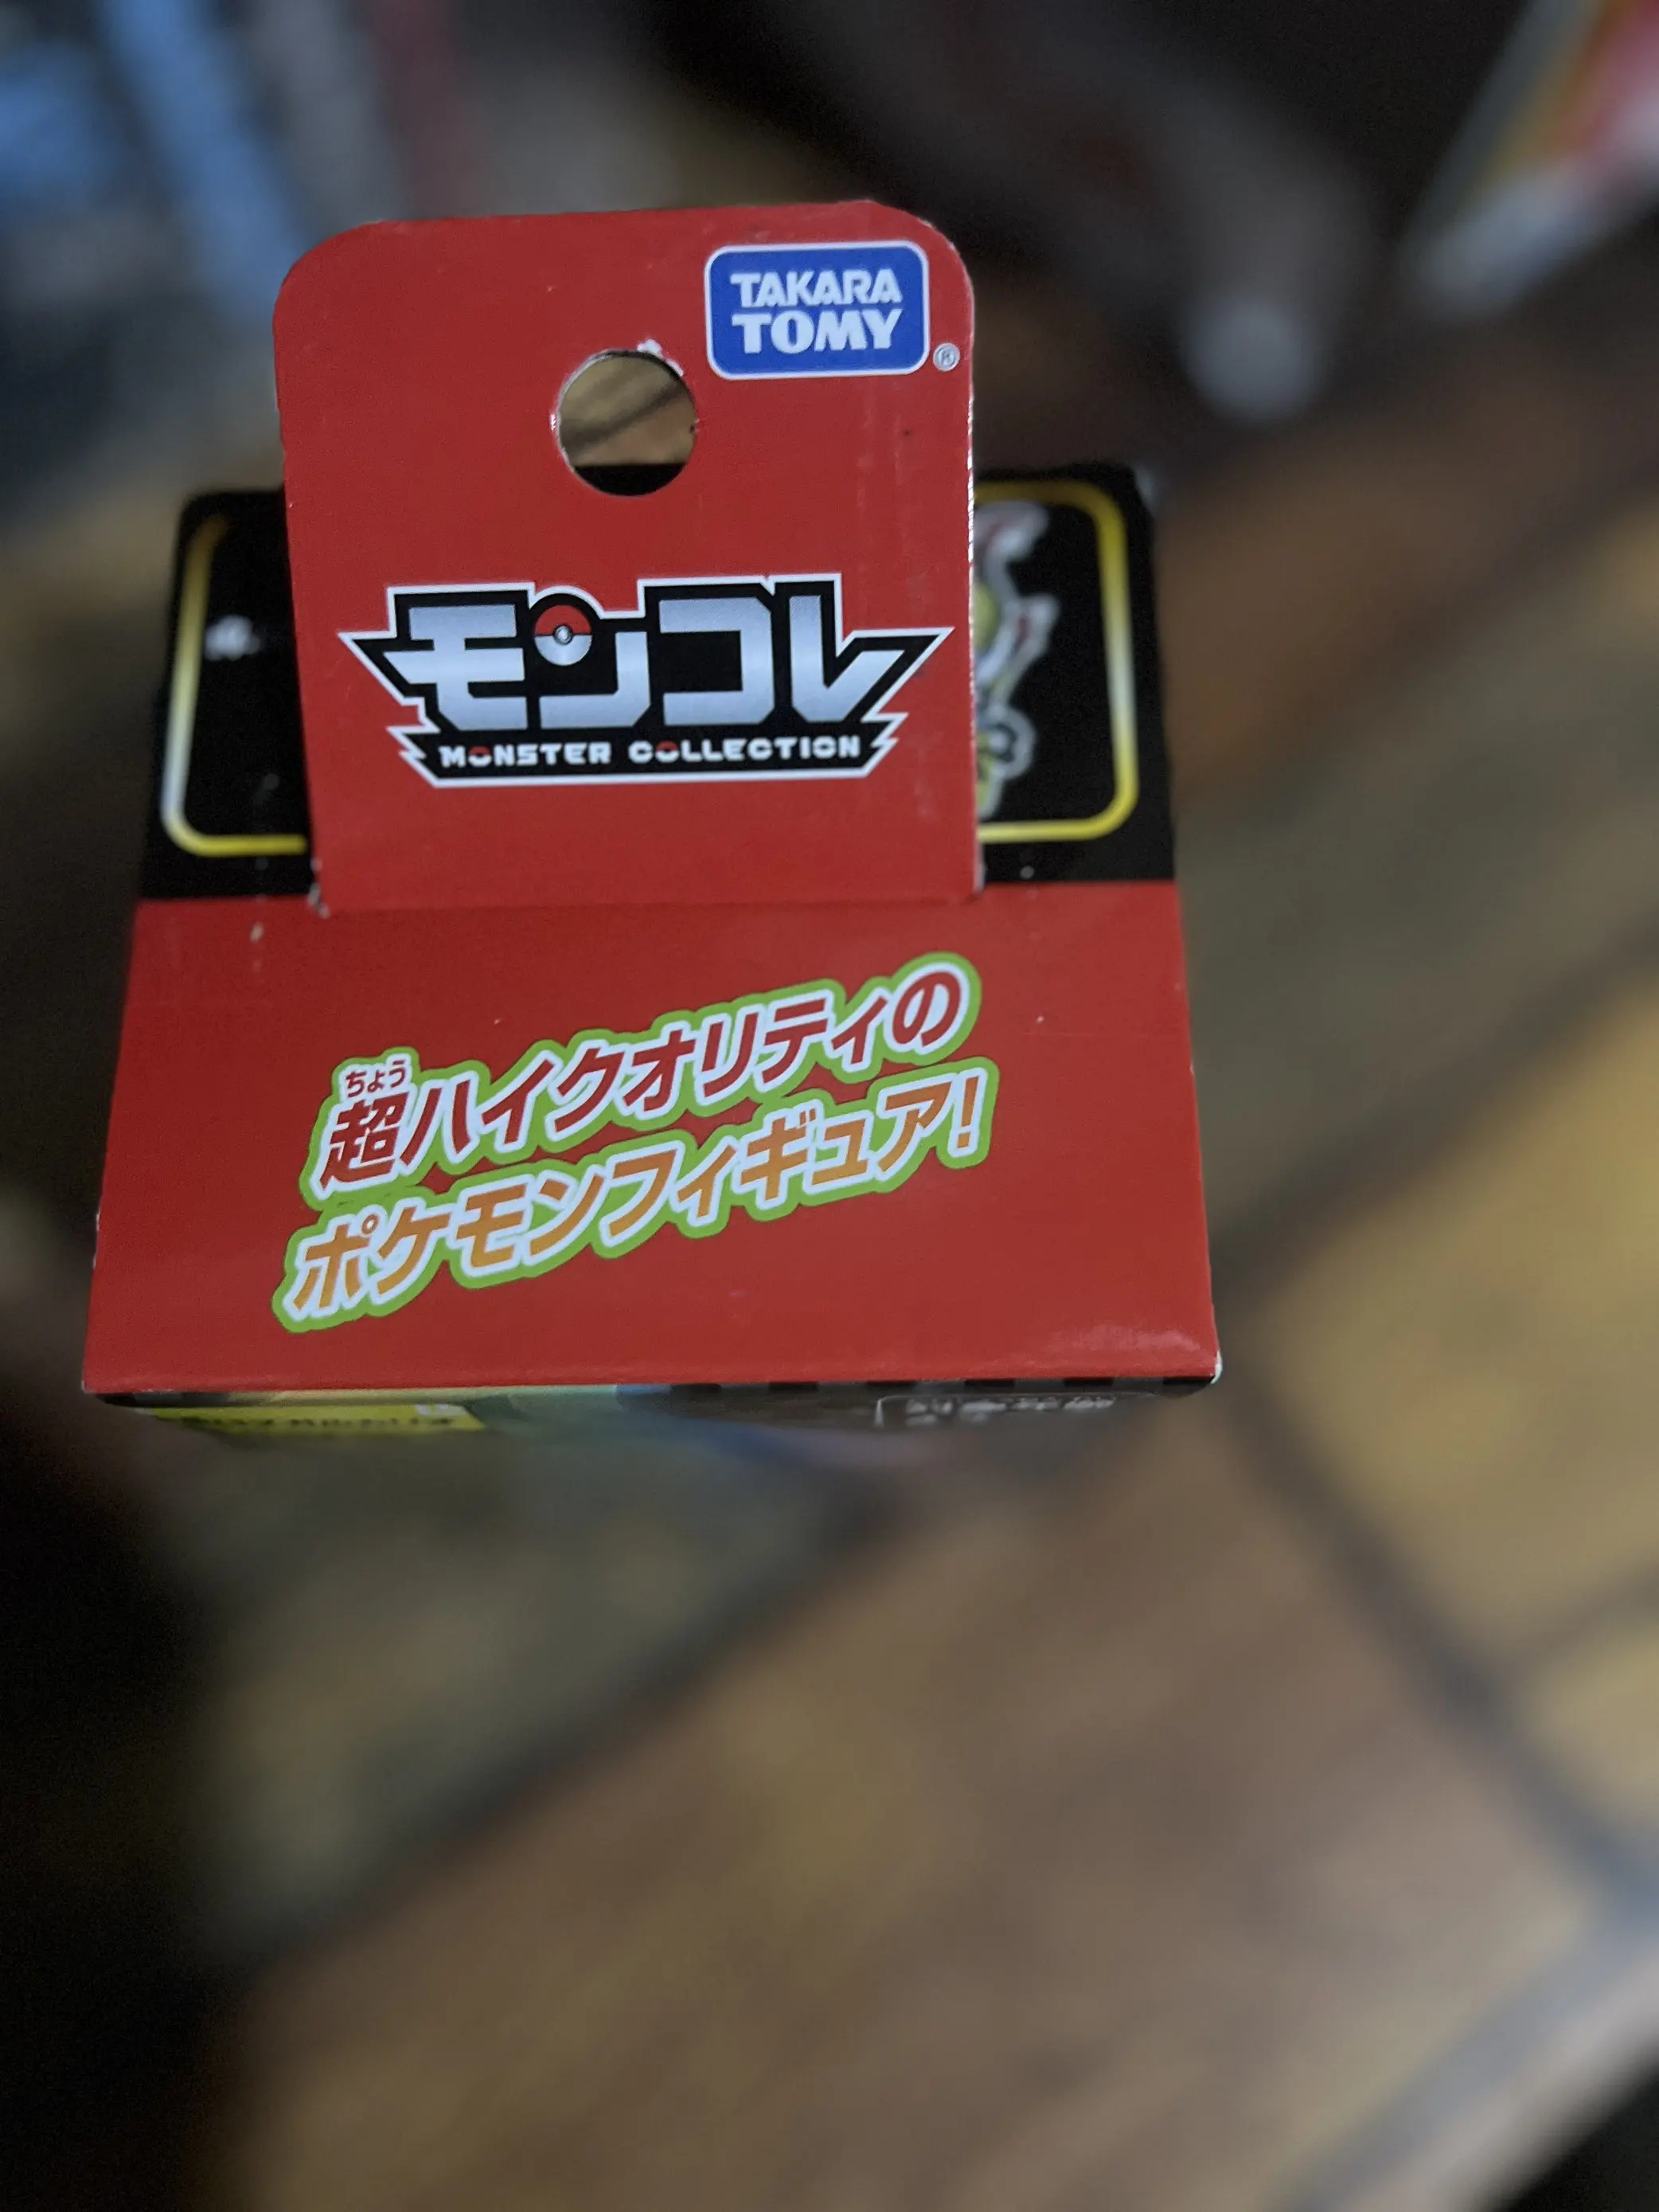 TAKARA
TOMY
®
モンコレ
MONSTER COLLECTION
ちょう
超ハイクオリティの
ポケモンフィギュア!